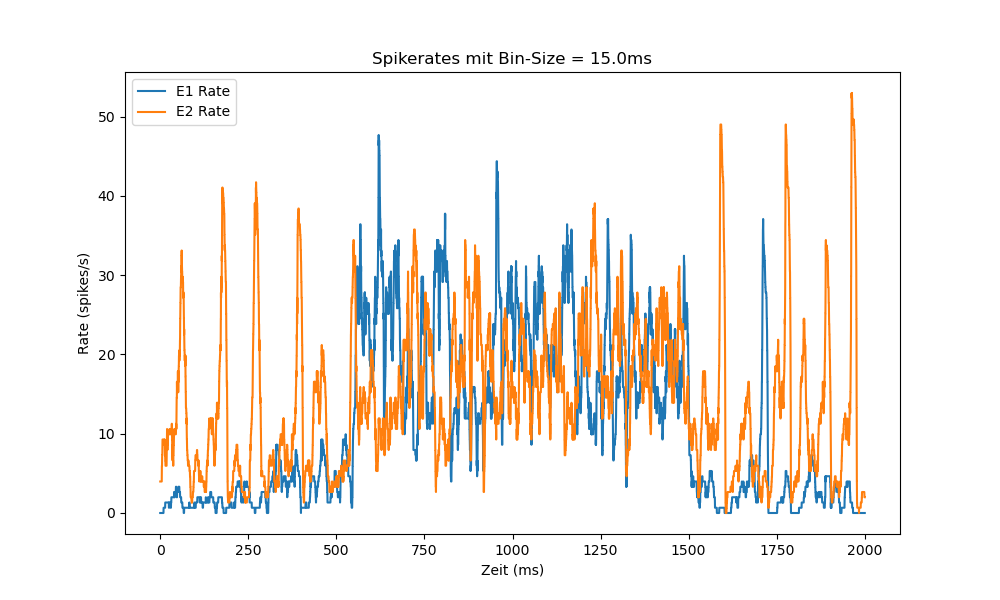 Spikerates mit Bin-Size = 15.0ms
E1 Rate
E2 Rate
Rate (spikes/s)
50
40
30
20
10
0
0 250 500 750 1000 1250 1500 1750 2000
Zeit (ms)